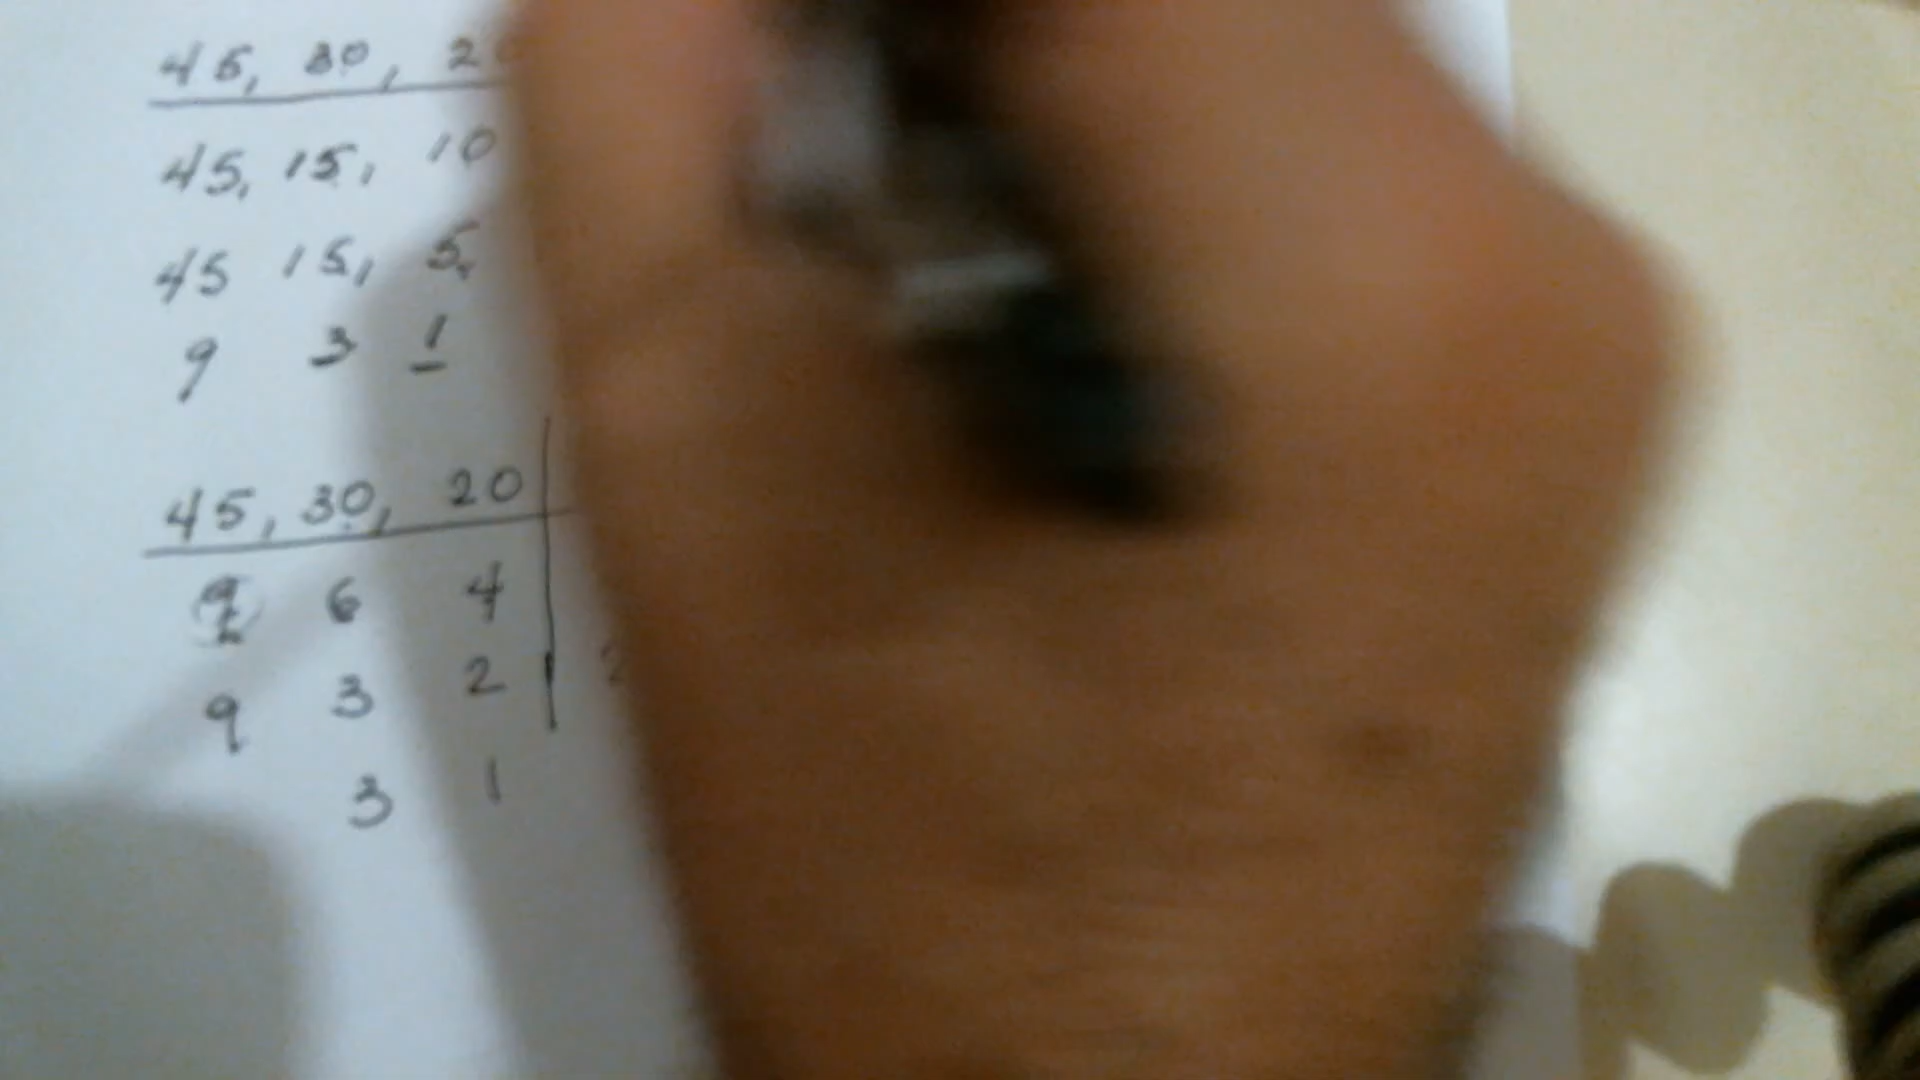 45, 30, 20
45, 15, 10
45 15, 5
9 3 1
45, 30, 20
9 6 4
9 3 2 2
3 1